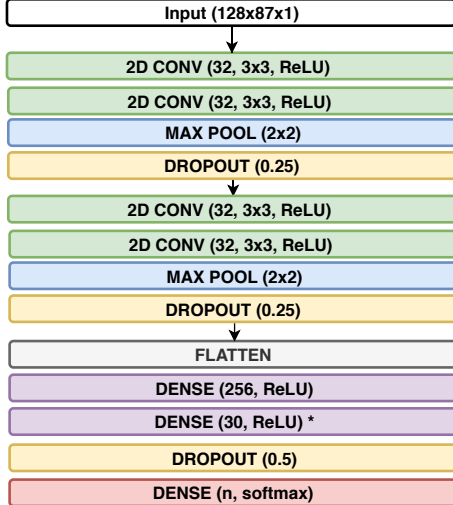 Input (128x87x1)
2D CONV (32, 3x3, ReLU)
2D CONV (32, 3x3, ReLU)
MAX POOL (2x2)
DROPOUT (0.25)
2D CONV (32, 3x3, ReLU)
2D CONV (32, 3x3, ReLU)
MAX POOL (2x2)
DROPOUT (0.25)
FLATTEN
DENSE (256, ReLU)
DENSE (30, ReLU) *
DROPOUT (0.5)
DENSE (n, softmax)